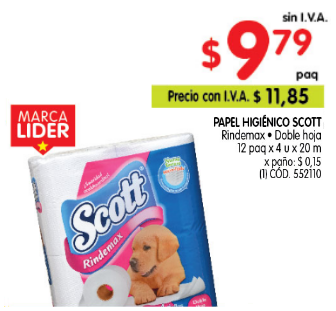 sin I.V.A.
$ 9 79
paq
Precio con I.V.A. $ 11,85
MARCA
LIDER
PAPEL HIGIÉNICO SCOTT
Rindemax • Doble hoja
12 paq x 4 u x 20 m
x paño: $ 0,15
(1) CÓD. 552110
Scott
Rindemax